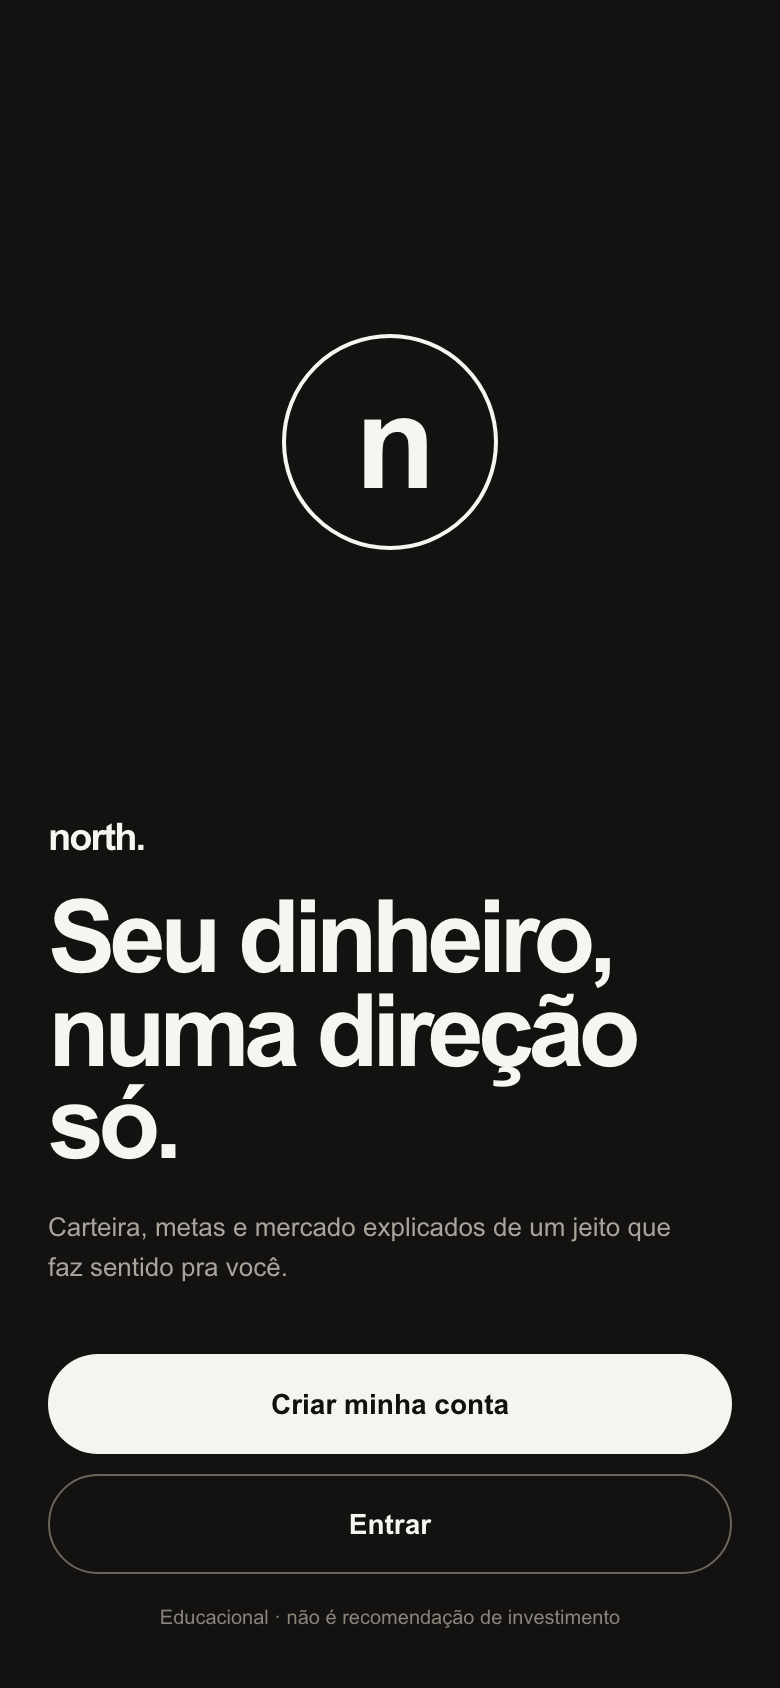 n
north.
Seu dinheiro,
numa direção
só.
Carteira, metas e mercado explicados de um jeito que
faz sentido pra você.
Criar minha conta
Entrar
Educacional · não é recomendação de investimento